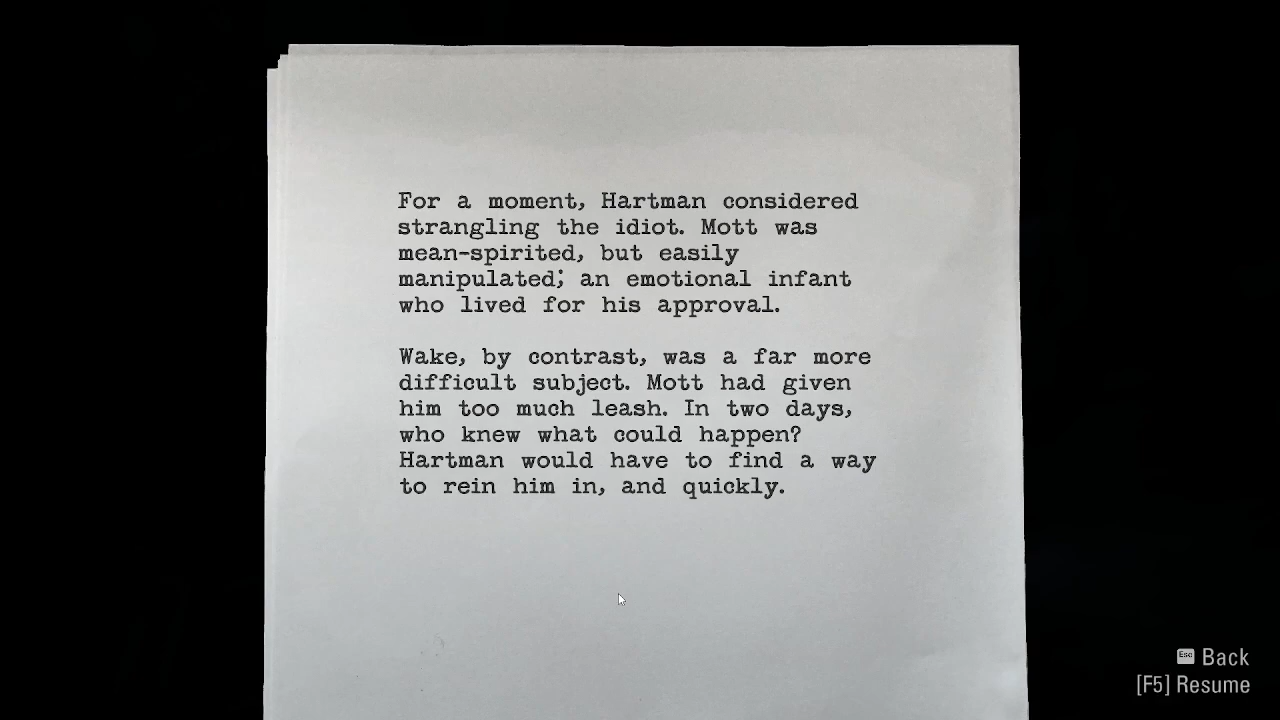 For a moment, Hartman considered
strangling the idiot. Mott was
mean-spirited, but easily
manipulated; an emotional infant
who lived for his approval.
Wake, by contrast, was a far more
difficult subject. Mott had given
him too much leash. In two days,
who knew what could happen?
Hartman would have to find a way
to rein him in, and quickly.
Esc Back
[F5] Resume